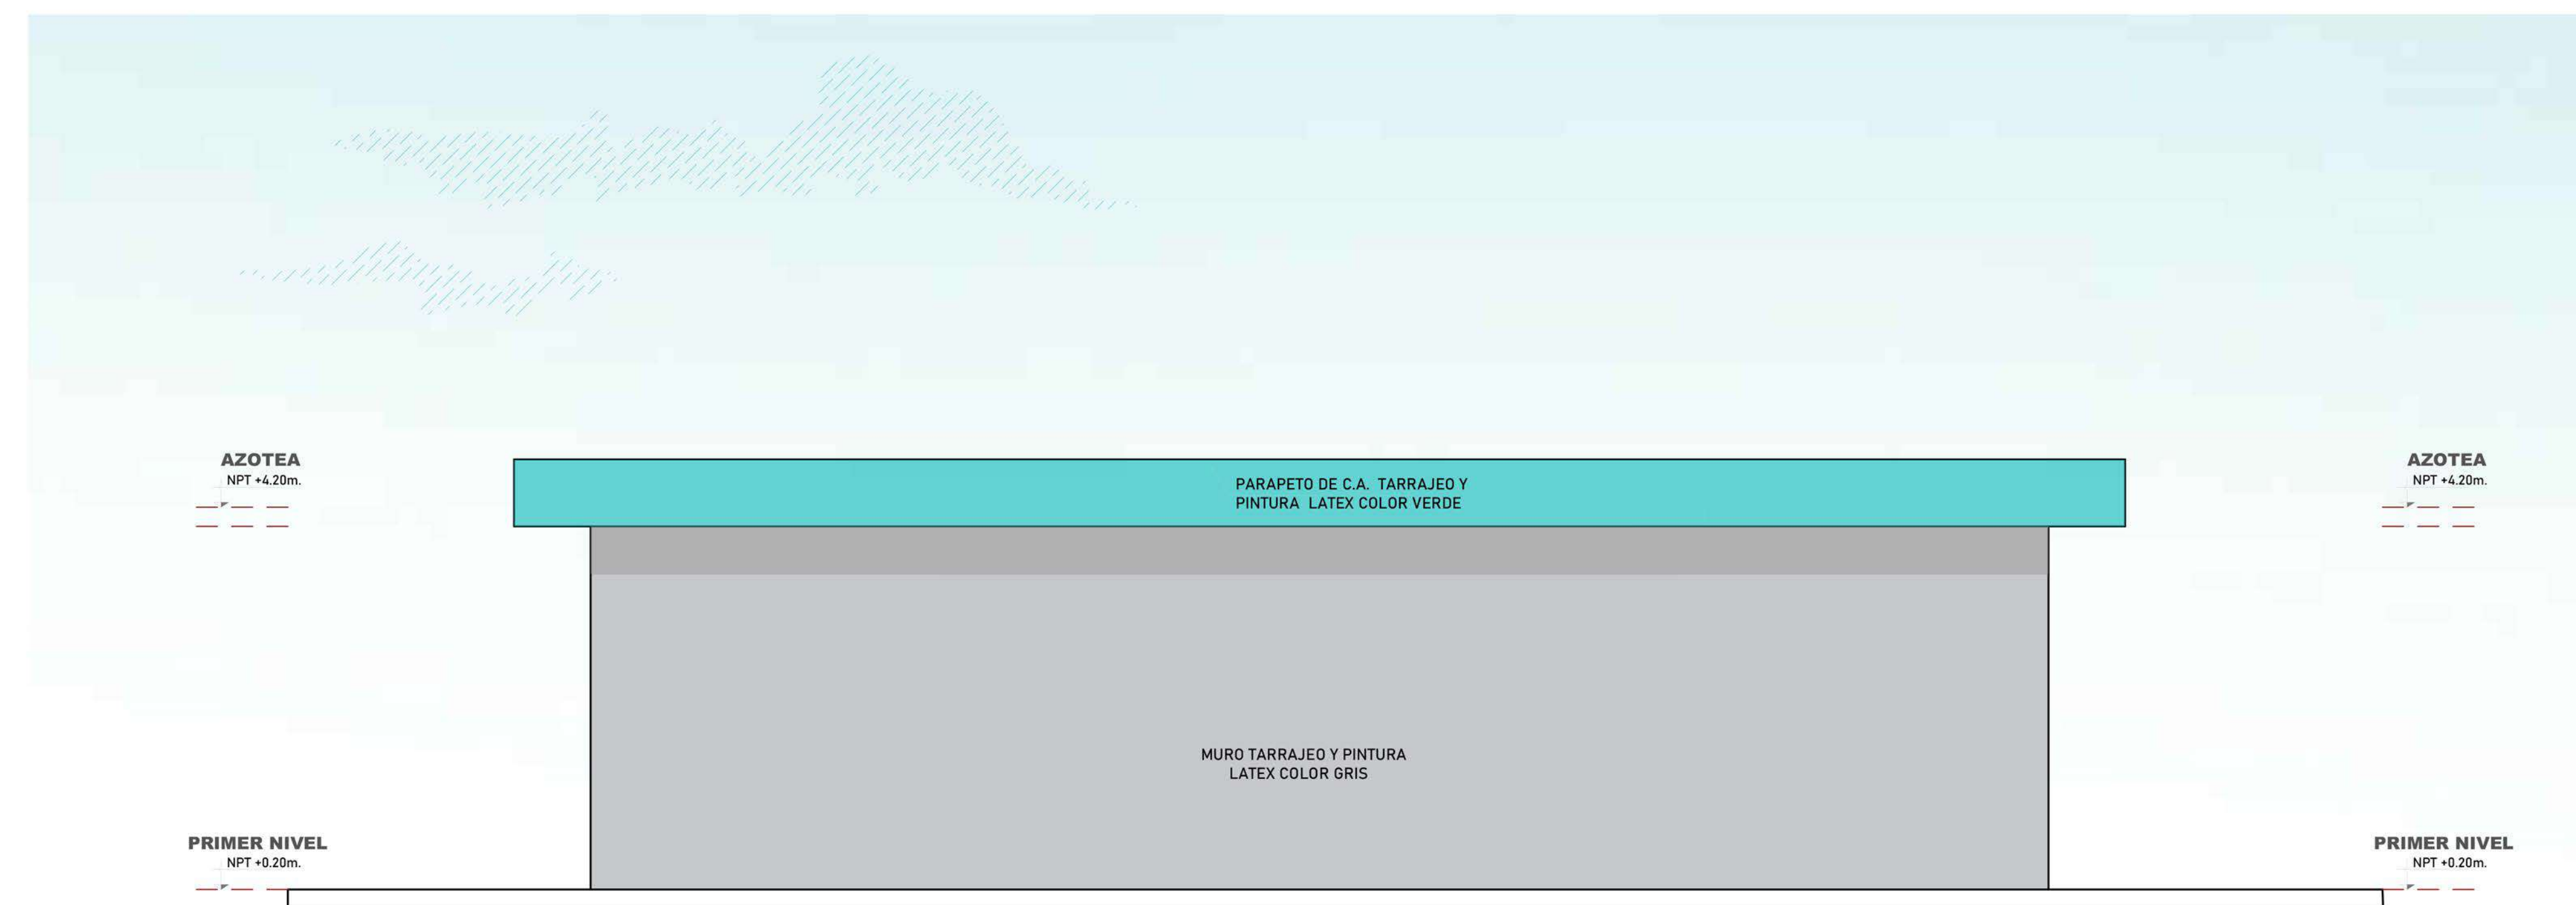 AZOTEA
NPT +4.20m.
AZOTEA
NPT +4.20m.
PARAPETO DE C.A. TARRAJEO Y
PINTURA LATEX COLOR VERDE
MURO TARRAJEO Y PINTURA
LATEX COLOR GRIS
PRIMER NIVEL
NPT +0.20m.
PRIMER NIVEL
NPT +0.20m.